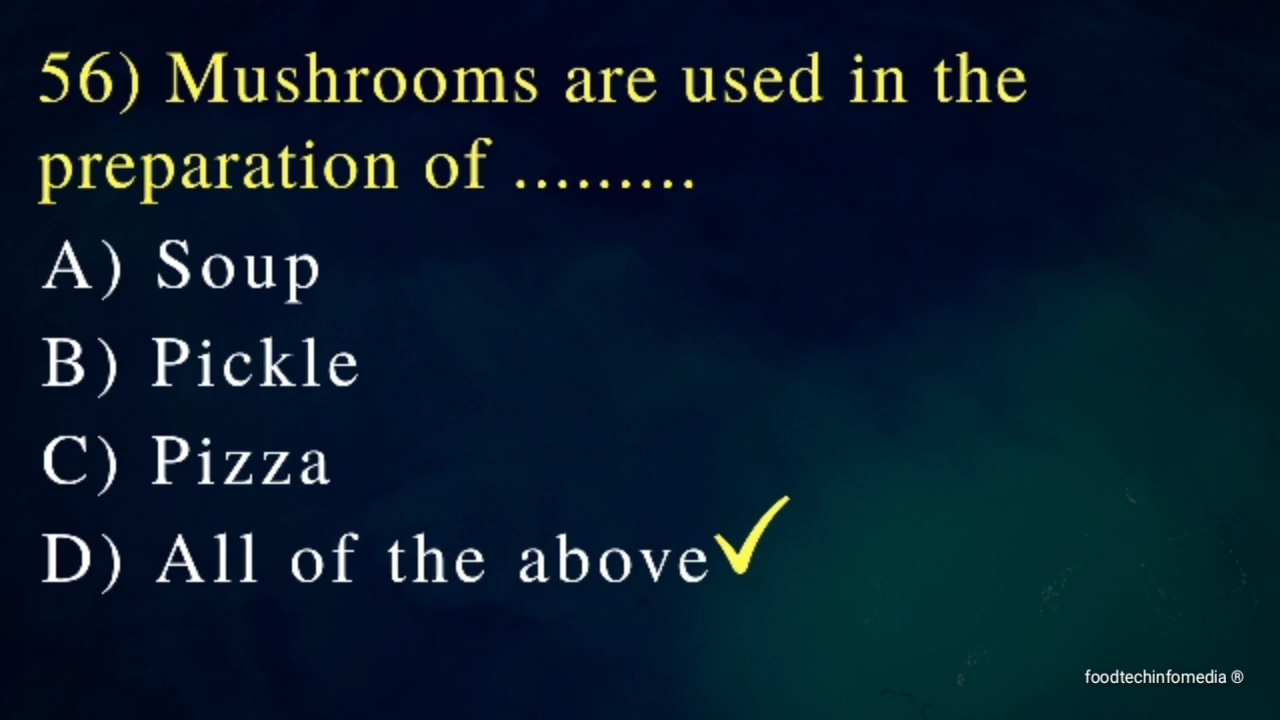 56) Mushrooms are used in the
preparation of .........
A) Soup
B) Pickle
C) Pizza
D) All of the above✓
foodtechinfomedia ®